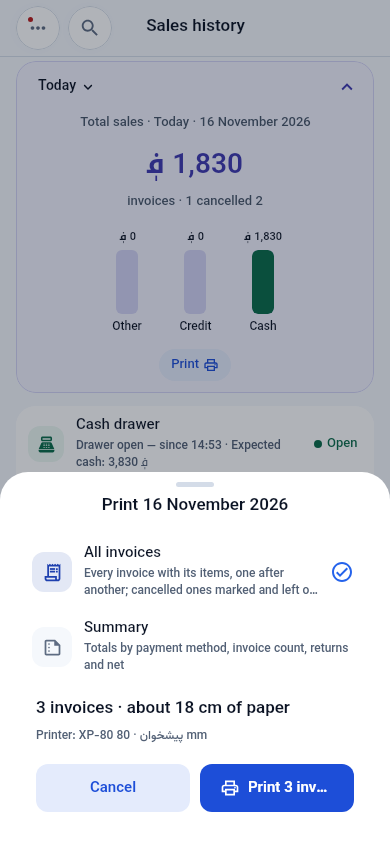 Sales history
Today
Total sales · Today · 16 November 2026
؋ 1,830
invoices · 1 cancelled 2
؋ 0
؋ 0
؋ 1,830
Other
Credit
Cash
Print
Cash drawer
Drawer open — since 14:53 · Expected
cash: 3,830 ؋
Open
Print 16 November 2026
All invoices
Every invoice with its items, one after
another; cancelled ones marked and left o…
Summary
Totals by payment method, invoice count, returns
and net
3 invoices · about 18 cm of paper
Printer: XP-80 80 · پیشخوان mm
Cancel
Print 3 inv…